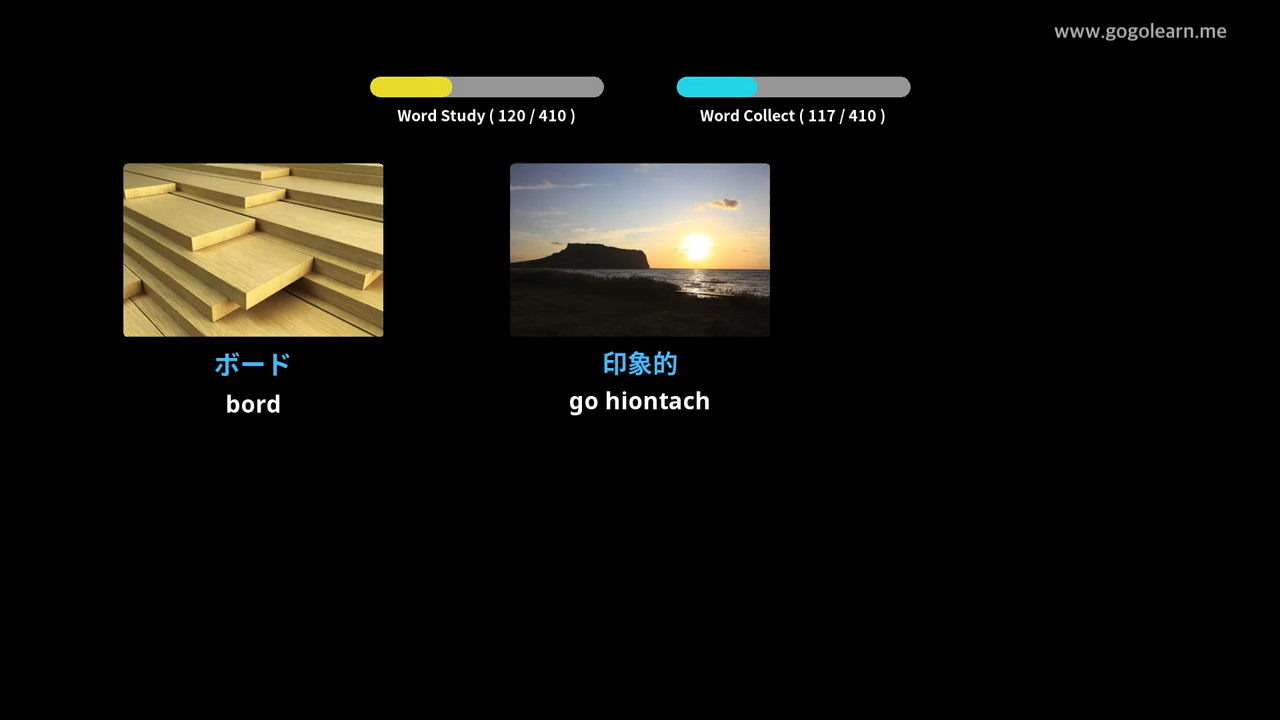 www.gogolearn.me
Word Study ( 120 / 410 )
Word Collect ( 117 / 410 )
ボード
bord
印象的
go hiontach